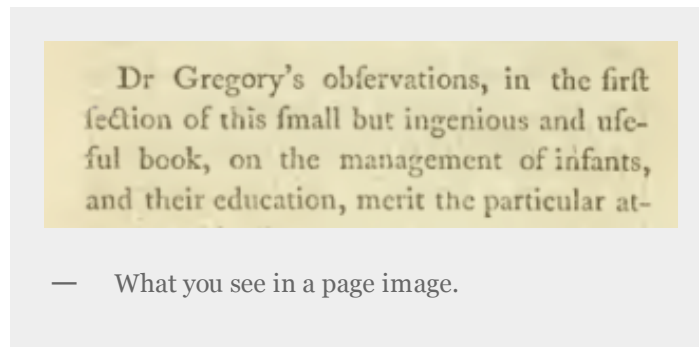 Dr Gregory's obſervations, in the firſt
ſection of this ſmall but ingenious and uſe-
ful book, on the management of infants,
and their education, merit the particular at-
— What you see in a page image.